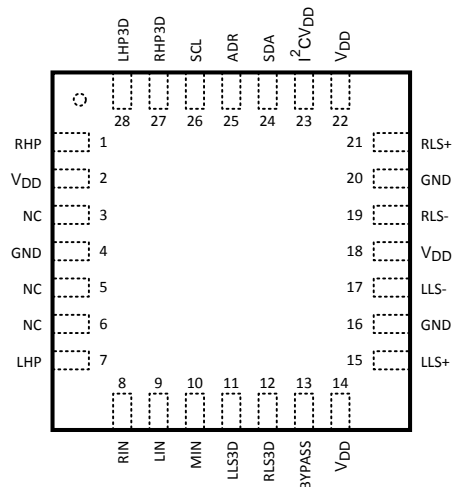 LHP3D RHP3D SCL ADR SDA I²CVDD VDD
28 27 26 25 24 23 22
RHP 1
VDD 2
NC 3
GND 4
NC 5
NC 6
LHP 7
21 RLS+
20 GND
19 RLS-
18 VDD
17 LLS-
16 GND
15 LLS+
8 9 10 11 12 13 14
RIN LIN MIN LLS3D RLS3D BYPASS VDD